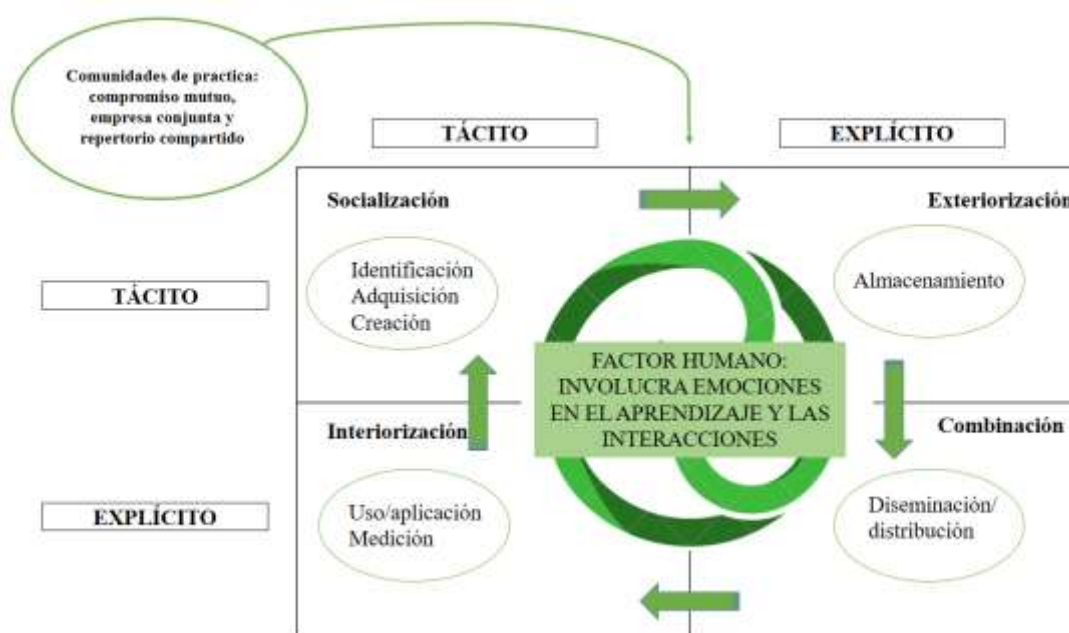 Comunidades de practica:
compromiso mutuo,
empresa conjunta y
repertorio compartido
TÁCITO
EXPLÍCITO
Socialización
Exteriorización
Identificación
Adquisición
Creación
Almacenamiento
TÁCITO
FACTOR HUMANO:
INVOLUCRA EMOCIONES
EN EL APRENDIZAJE Y LAS
INTERACCIONES
Interiorización
Combinación
EXPLÍCITO
Uso/aplicación
Medición
Diseminación/
distribución